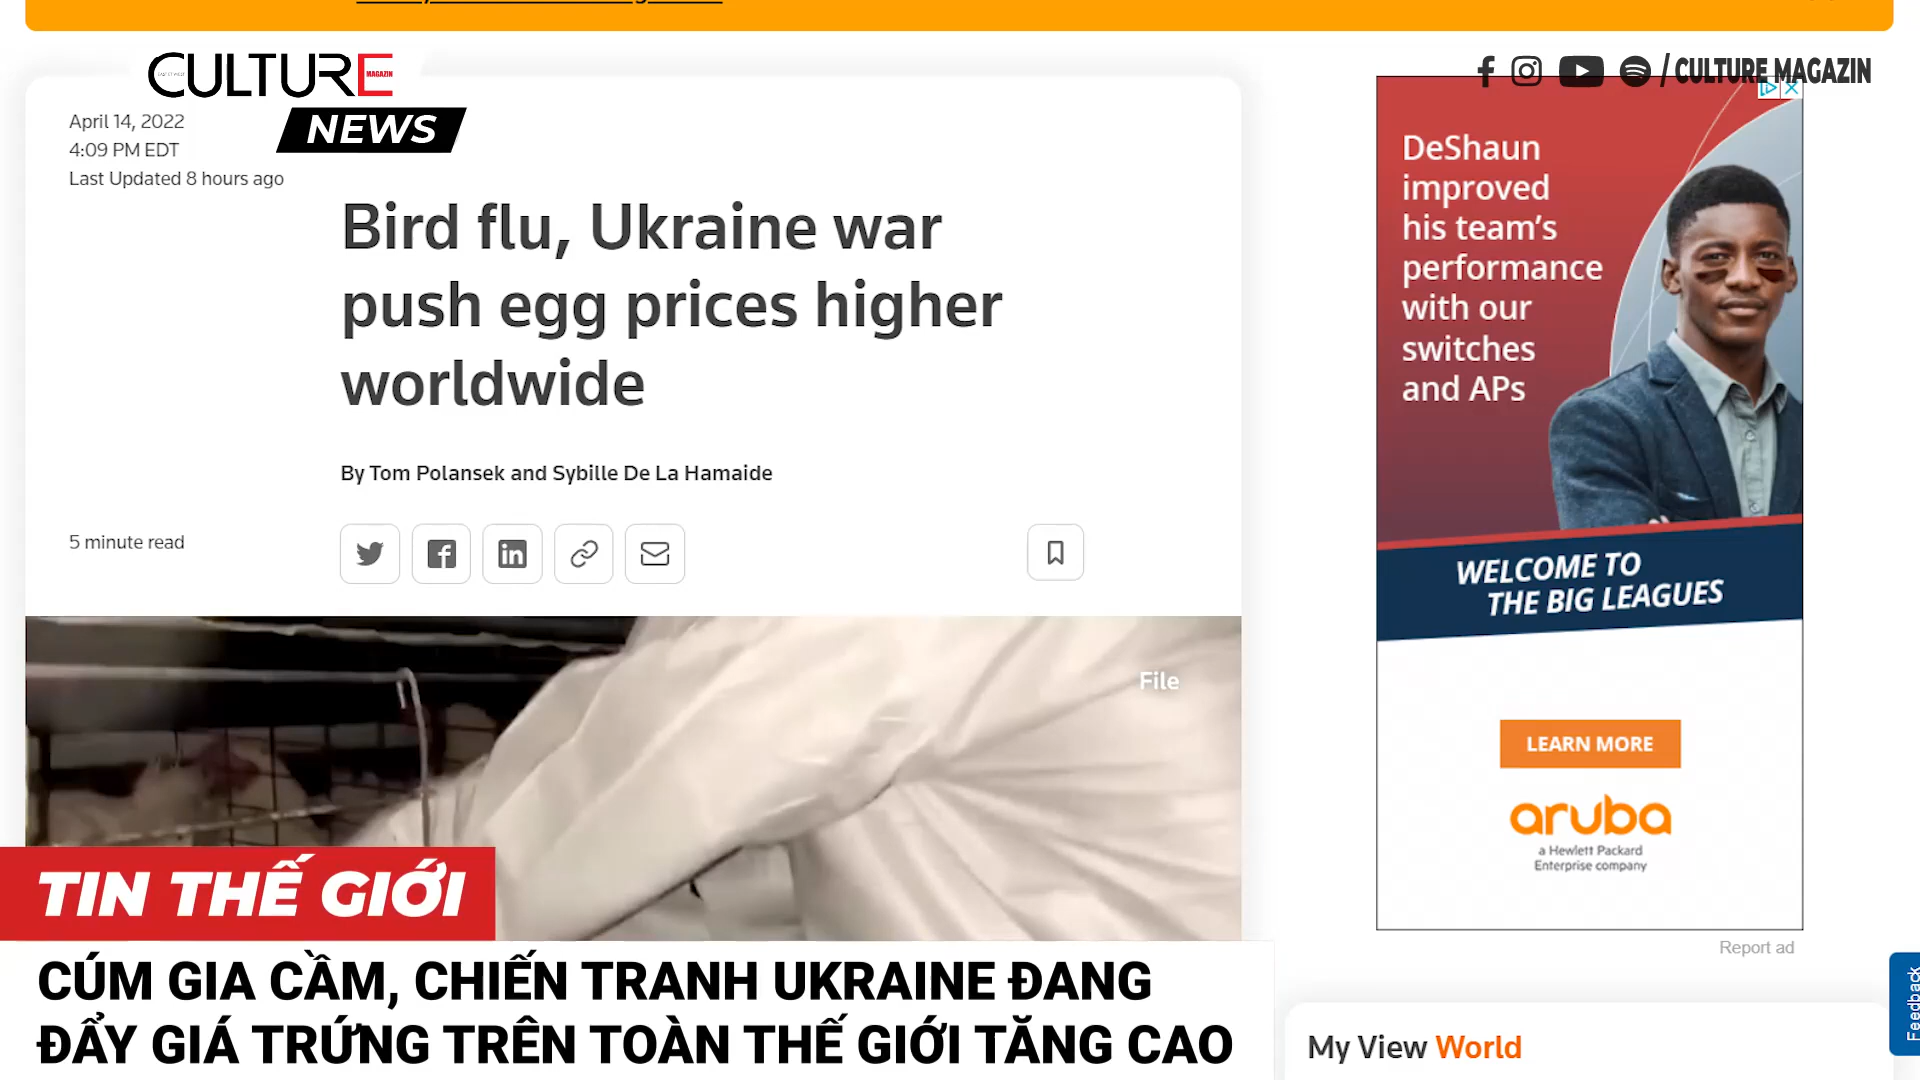 CULTURE
MAGAZIN
NEWS
/ CULTURE MAGAZIN
April 14, 2022
4:09 PM EDT
Last Updated 8 hours ago
Bird flu, Ukraine war
push egg prices higher
worldwide
By Tom Polansek and Sybille De La Hamaide
5 minute read
File
DeShaun
improved
his team’s
performance
with our
switches
and APs
WELCOME TO
THE BIG LEAGUES
LEARN MORE
aruba
a Hewlett Packard
Enterprise company
Report ad
Feedback
My View World
TIN THẾ GIỚI
CÚM GIA CẦM, CHIẾN TRANH UKRAINE ĐANG
ĐẨY GIÁ TRỨNG TRÊN TOÀN THẾ GIỚI TĂNG CAO